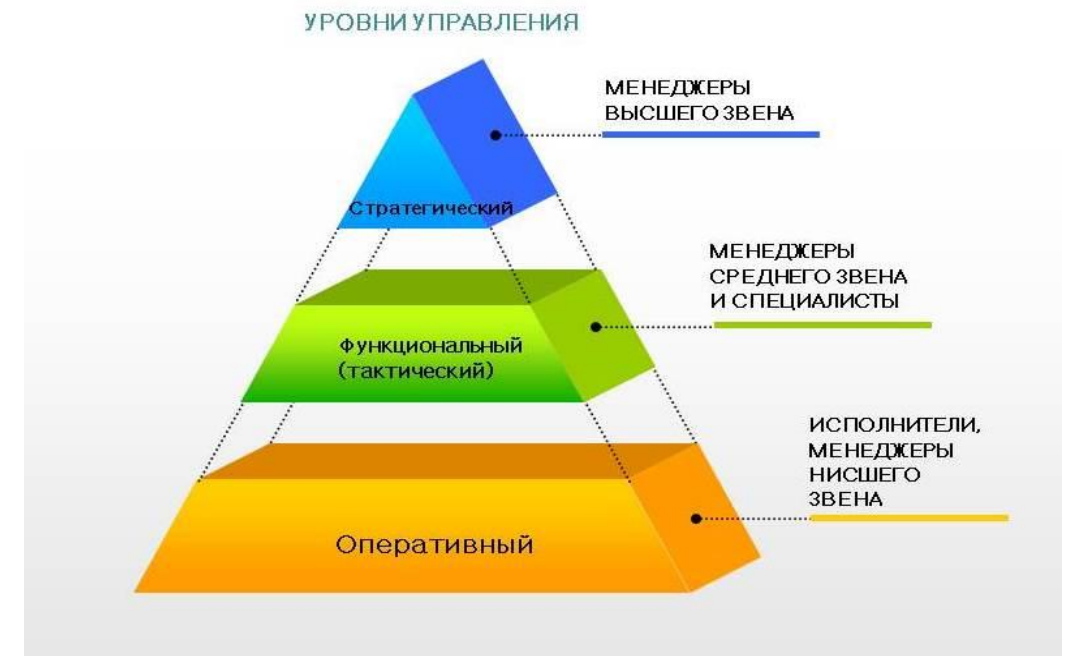 УРОВНИ УПРАВЛЕНИЯ
МЕНЕДЖЕРЫ
ВЫСШЕГО ЗВЕНА
Стратегический
МЕНЕДЖЕРЫ
СРЕДНЕГО ЗВЕНА
И СПЕЦИАЛИСТЫ
Функциональный
(тактический)
ИСПОЛНИТЕЛИ,
МЕНЕДЖЕРЫ
НИСШЕГО
ЗВЕНА
Оперативный